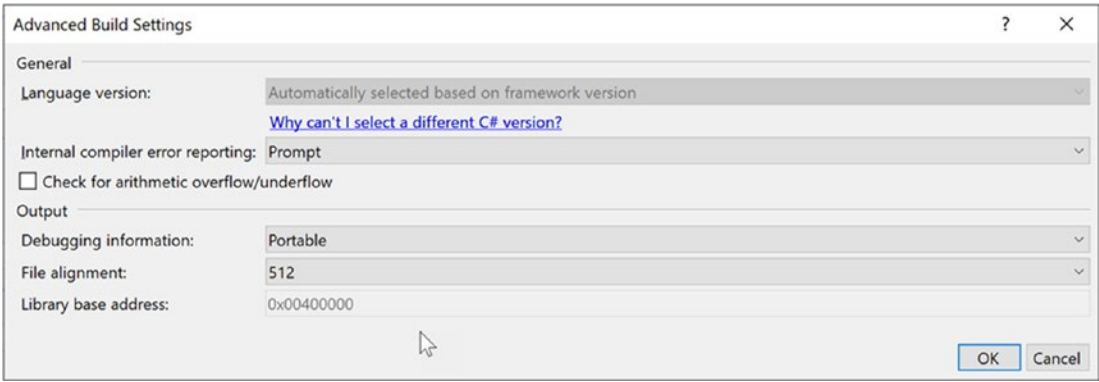 Advanced Build Settings ? ×
General
Language version: Automatically selected based on framework version
Why can't I select a different C# version?
Internal compiler error reporting: Prompt
Check for arithmetic overflow/underflow
Output
Debugging information: Portable
File alignment: 512
Library base address: 0x00400000
OK Cancel